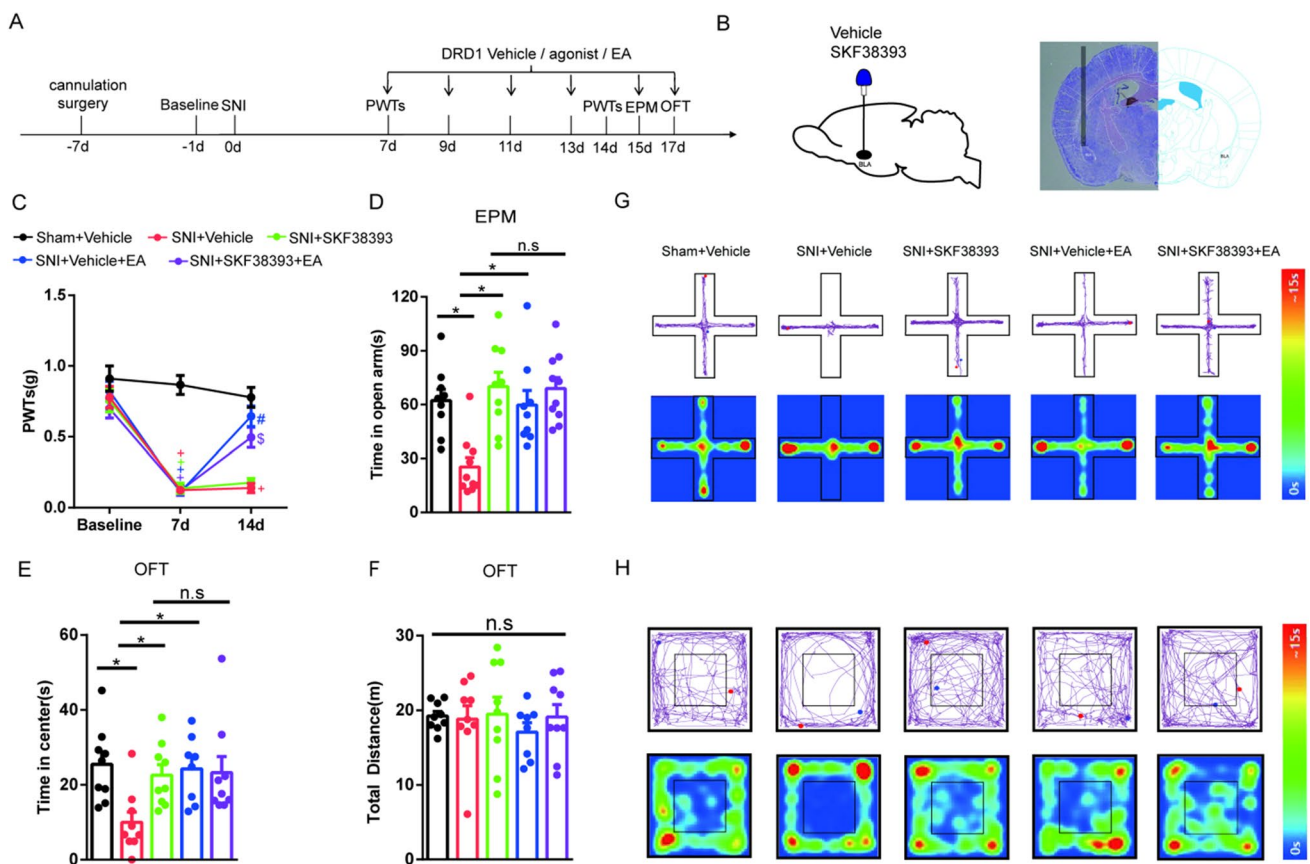 A
DRD1 Vehicle / agonist / EA
cannulation
surgery
Baseline SNI
PWTs
PWTs EPM OFT
-7d
-1d
0d
7d
9d
11d
13d
14d
15d
17d
B
Vehicle
SKF38393
BLA
BLA
C
Sham+Vehicle
SNI+Vehicle
SNI+SKF38393
SNI+Vehicle+EA
SNI+SKF38393+EA
PWTs(g)
1.5
1.0
0.5
0.0
+
+
+
+
#
$
+
Baseline
7d
14d
D
EPM
n.s
*
*
*
Time in open arm(s)
120
90
60
30
0
G
Sham+Vehicle
SNI+Vehicle
SNI+SKF38393
SNI+Vehicle+EA
SNI+SKF38393+EA
~15s
0s
E
OFT
n.s
*
*
*
Time in center(s)
60
40
20
0
F
OFT
n.s
Total Distance(m)
30
20
10
0
H
~15s
0s